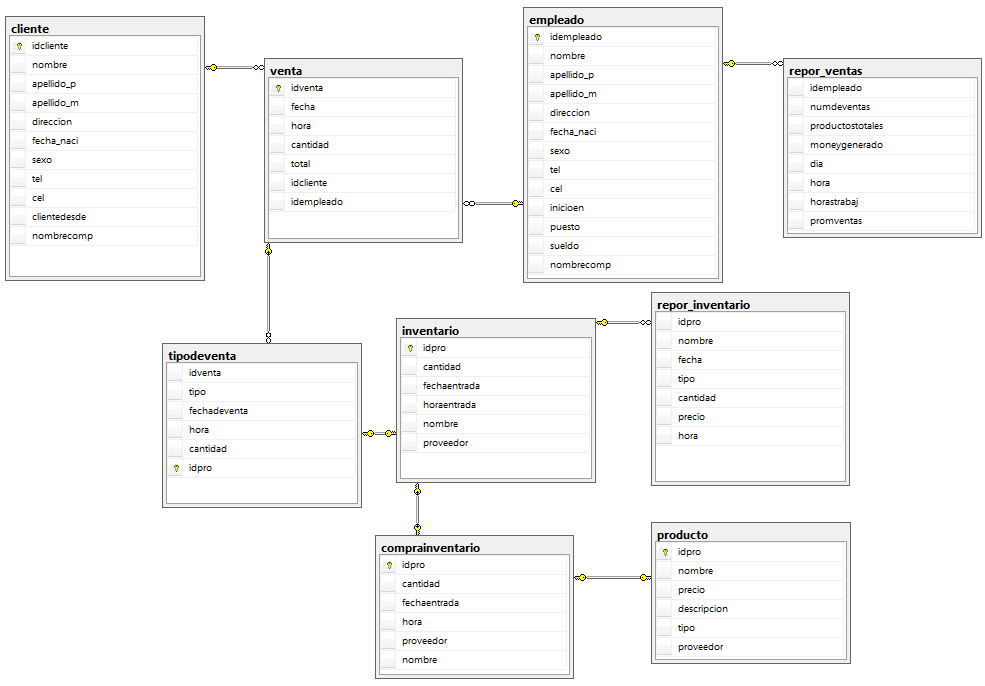 cliente
idcliente
nombre
apellido_p
apellido_m
direccion
fecha_naci
sexo
tel
cel
clientedesde
nombrecomp
venta
idventa
fecha
hora
cantidad
total
idcliente
idempleado
empleado
idempleado
nombre
apellido_p
apellido_m
direccion
fecha_naci
sexo
tel
cel
inicioen
puesto
sueldo
nombrecomp
repor_ventas
idempleado
numdeventas
productostotales
moneygenerado
dia
hora
horastrabaj
promventas
tipodeventa
idventa
tipo
fechadeventa
hora
cantidad
idpro
inventario
idpro
cantidad
fechaentrada
horaentrada
nombre
proveedor
repor_inventario
idpro
nombre
fecha
tipo
cantidad
precio
hora
comprainventario
idpro
cantidad
fechaentrada
hora
proveedor
nombre
producto
idpro
nombre
precio
descripcion
tipo
proveedor